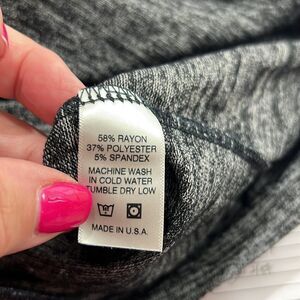 58% RAYON
37% POLYESTER
5% SPANDEX
MACHINE WASH
IN COLD WATER
TUMBLE DRY LOW
MADE IN U.S.A.